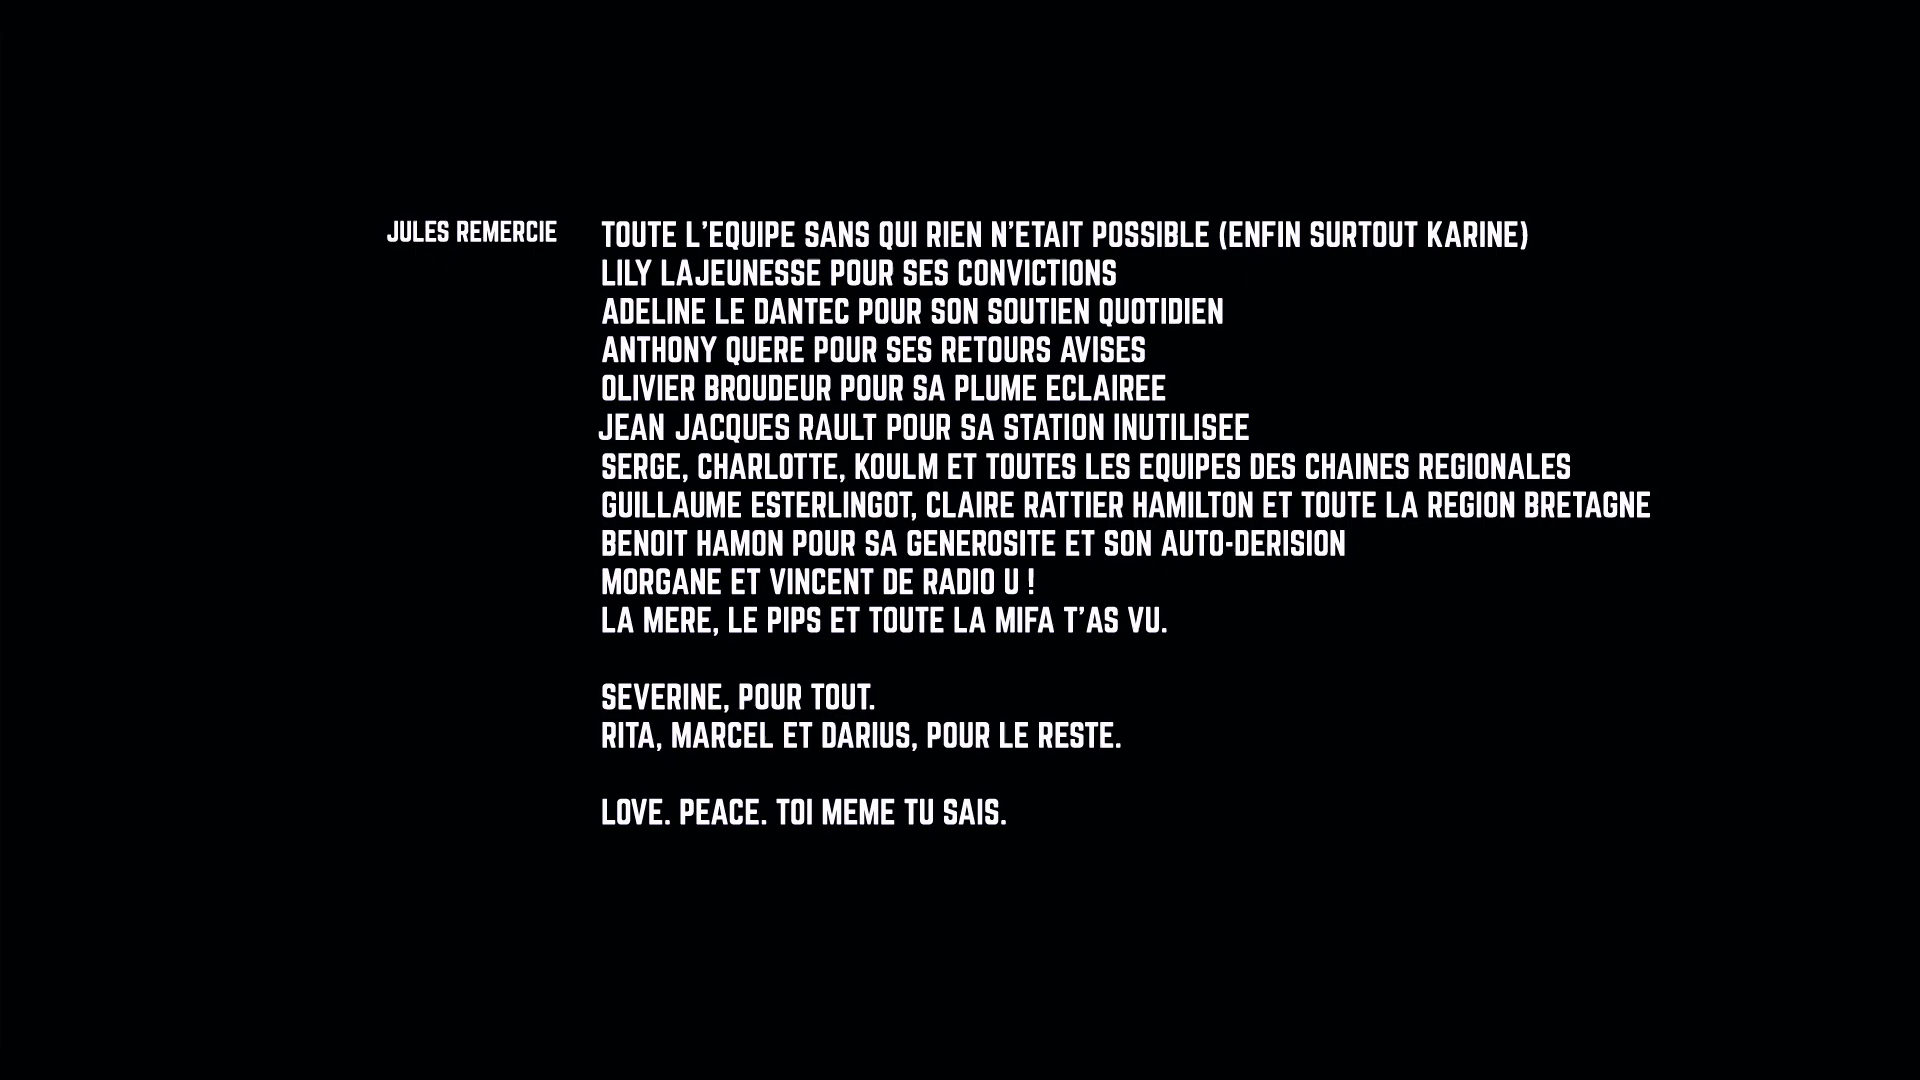 JULES REMERCIE TOUTE L'EQUIPE SANS QUI RIEN N'ETAIT POSSIBLE (ENFIN SURTOUT KARINE)
LILY LAJEUNESSE POUR SES CONVICTIONS
ADELINE LE DANTEC POUR SON SOUTIEN QUOTIDIEN
ANTHONY QUERE POUR SES RETOURS AVISES
OLIVIER BROUDEUR POUR SA PLUME ECLAIREE
JEAN JACQUES RAULT POUR SA STATION INUTILISEE
SERGE, CHARLOTTE, KOULM ET TOUTES LES EQUIPES DES CHAINES REGIONALES
GUILLAUME ESTERLINGOT, CLAIRE RATTIER HAMILTON ET TOUTE LA REGION BRETAGNE
BENOIT HAMON POUR SA GENEROSITE ET SON AUTO-DERISION
MORGANE ET VINCENT DE RADIO U !
LA MERE, LE PIPS ET TOUTE LA MIFA T'AS VU.
SEVERINE, POUR TOUT.
RITA, MARCEL ET DARIUS, POUR LE RESTE.
LOVE. PEACE. TOI MEME TU SAIS.